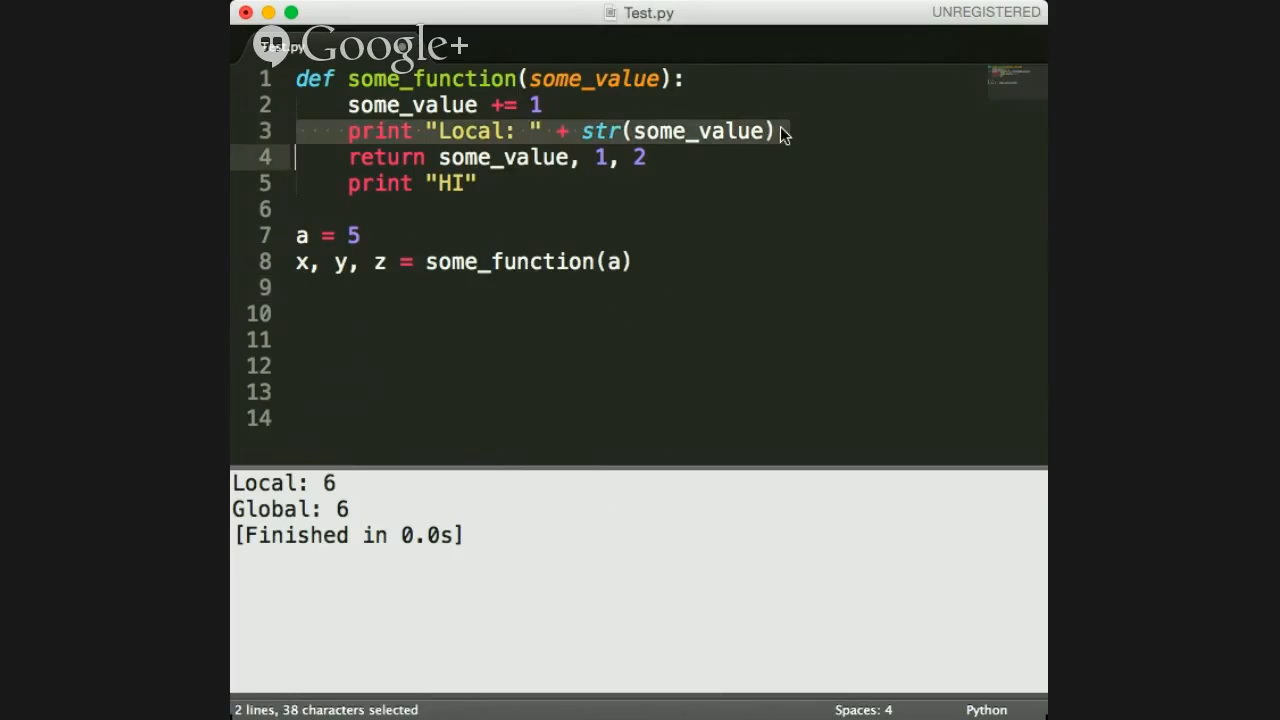 Test.py
UNREGISTERED
Test.py
Google+
1 def some_function(some_value):
2     some_value += 1
3     print "Local: " + str(some_value)
4     return some_value, 1, 2
5     print "HI"
6
7 a = 5
8 x, y, z = some_function(a)
9
10
11
12
13
14
Local: 6
Global: 6
[Finished in 0.0s]
2 lines, 38 characters selected
Spaces: 4
Python